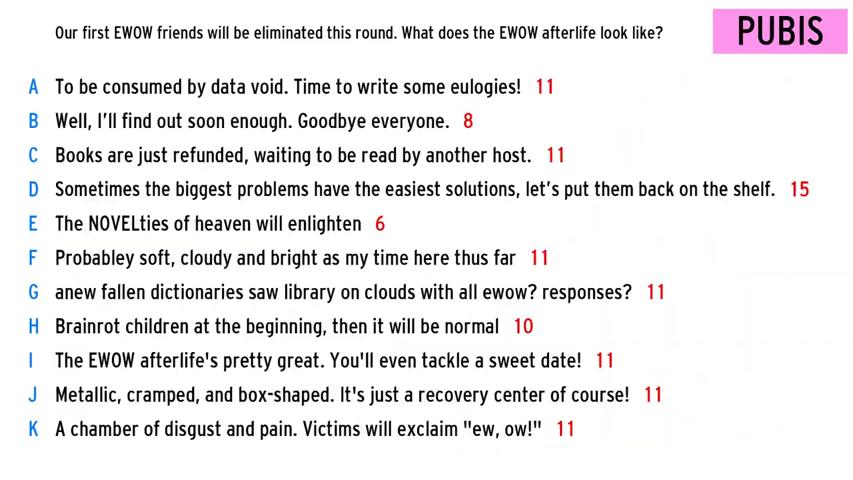 Our first EWOW friends will be eliminated this round. What does the EWOW afterlife look like?
PUBIS
A To be consumed by data void. Time to write some eulogies! 11
B Well, I'll find out soon enough. Goodbye everyone. 8
C Books are just refunded, waiting to be read by another host. 11
D Sometimes the biggest problems have the easiest solutions, let's put them back on the shelf. 15
E The NOVELties of heaven will enlighten 6
F Probabley soft, cloudy and bright as my time here thus far 11
G anew fallen dictionaries saw library on clouds with all ewow? responses? 11
H Brainrot children at the beginning, then it will be normal 10
I The EWOW afterlife's pretty great. You'll even tackle a sweet date! 11
J Metallic, cramped, and box-shaped. It's just a recovery center of course! 11
K A chamber of disgust and pain. Victims will exclaim "ew, ow!" 11